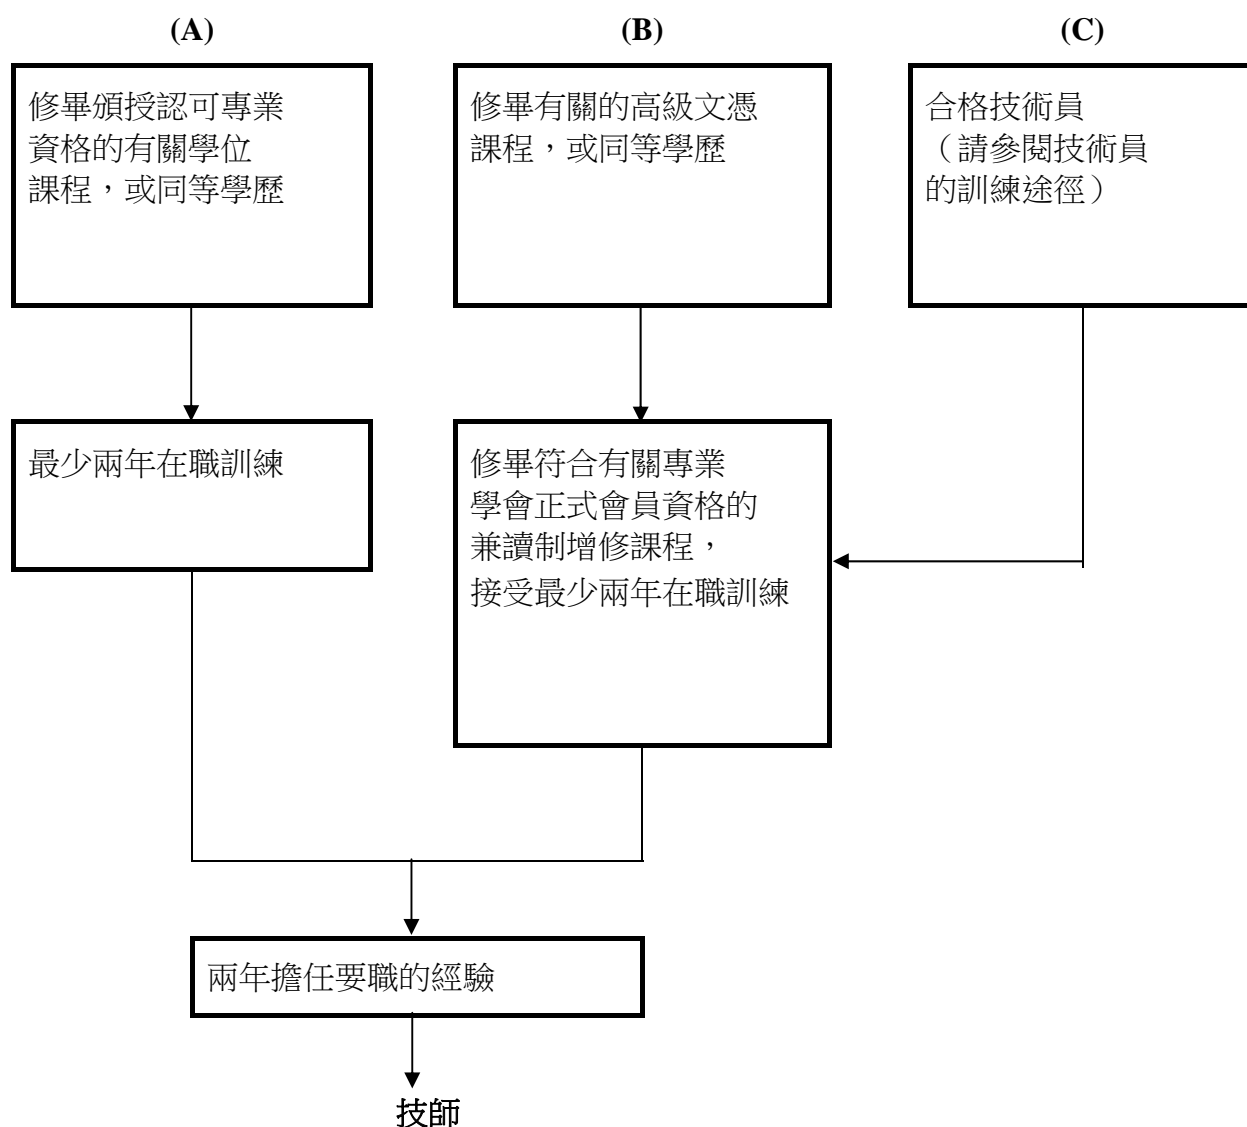 (A)
(B)
(C)
修畢頒授認可專業
資格的有關學位
課程，或同等學歷
修畢有關的高級文憑
課程，或同等學歷
合格技術員
（請參閱技術員
的訓練途徑）
最少兩年在職訓練
修畢符合有關專業
學會正式會員資格的
兼讀制增修課程，
接受最少兩年在職訓練
兩年擔任要職的經驗
技師